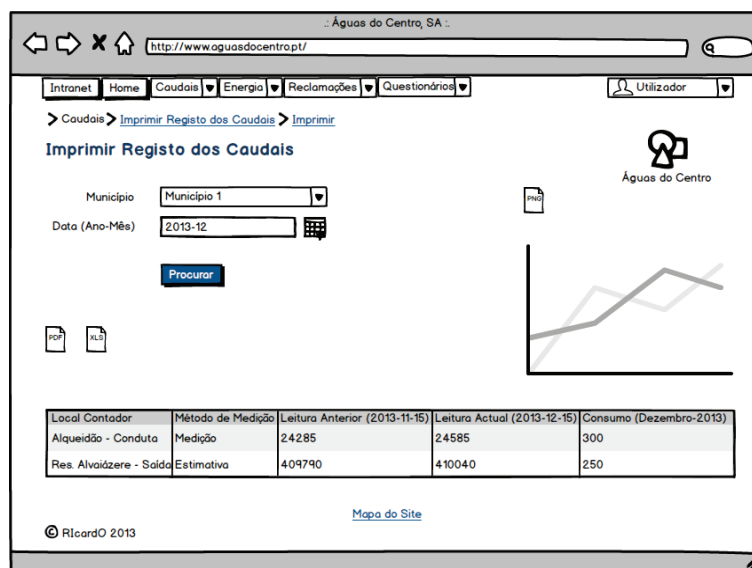 .: Águas do Centro, SA :.
http://www.aguasdocentro.pt/
Intranet Home Caudais Energia Reclamações Questionários Utilizador
Caudais Imprimir Registo dos Caudais Imprimir
Imprimir Registo dos Caudais
Águas do Centro
Município Município 1
PNG
Data (Ano-Mês) 2013-12
Procurar
PDF XLS
Local Contador Método de Medição Leitura Anterior (2013-11-15) Leitura Actual (2013-12-15) Consumo (Dezembro-2013)
Alqueidão - Conduta Medição 24285 24585 300
Res. Alvaiázere - Saída Estimativa 409790 410040 250
Mapa do Site
© RIcardO 2013